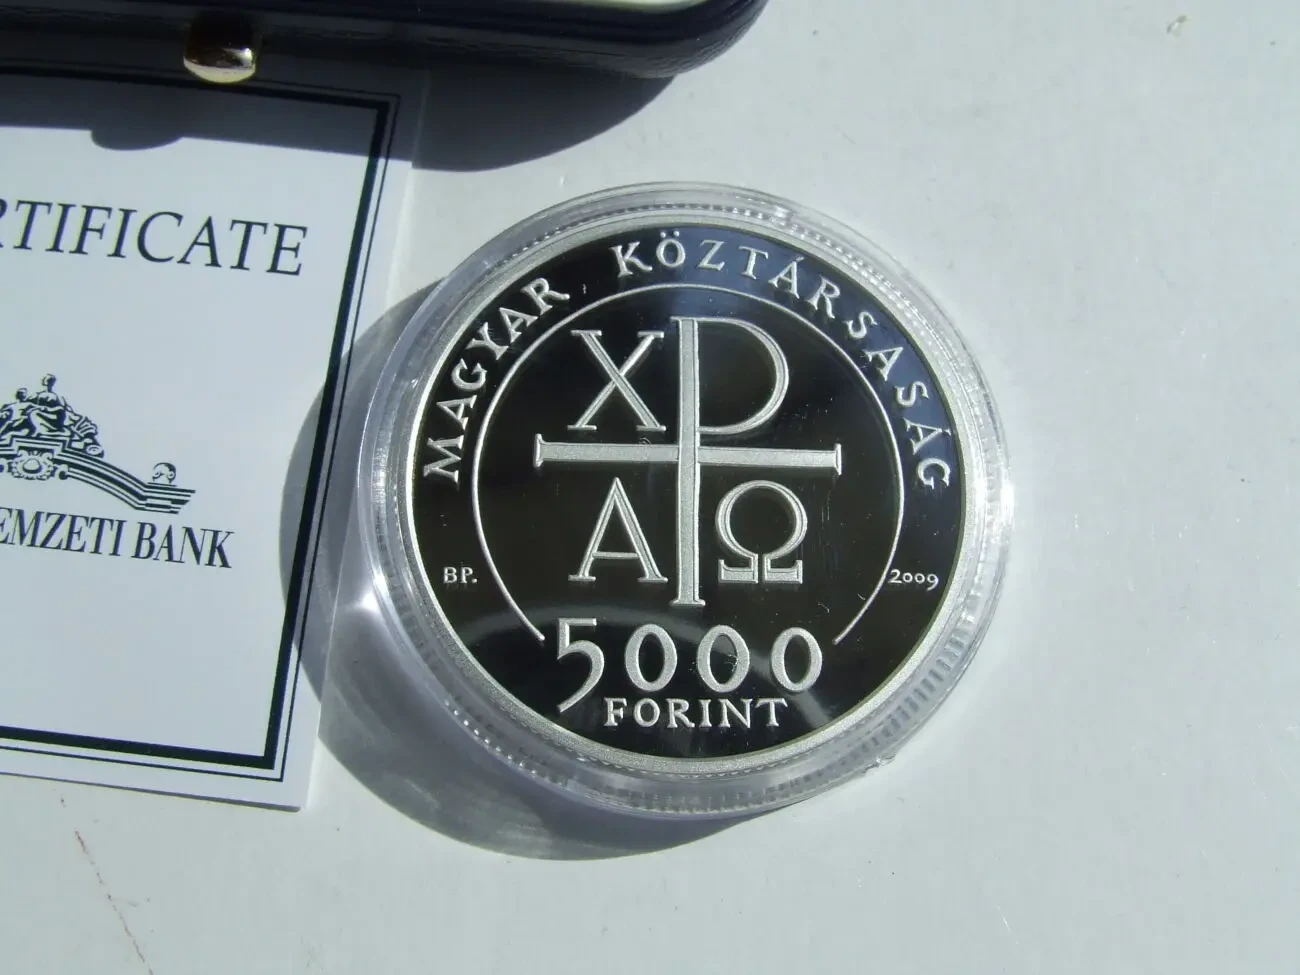 RTIFICATE
EMZETI BANK
MAGYAR KÖZTÁRSASÁG
XP
AΩ
BP.
2009
5000
FORINT